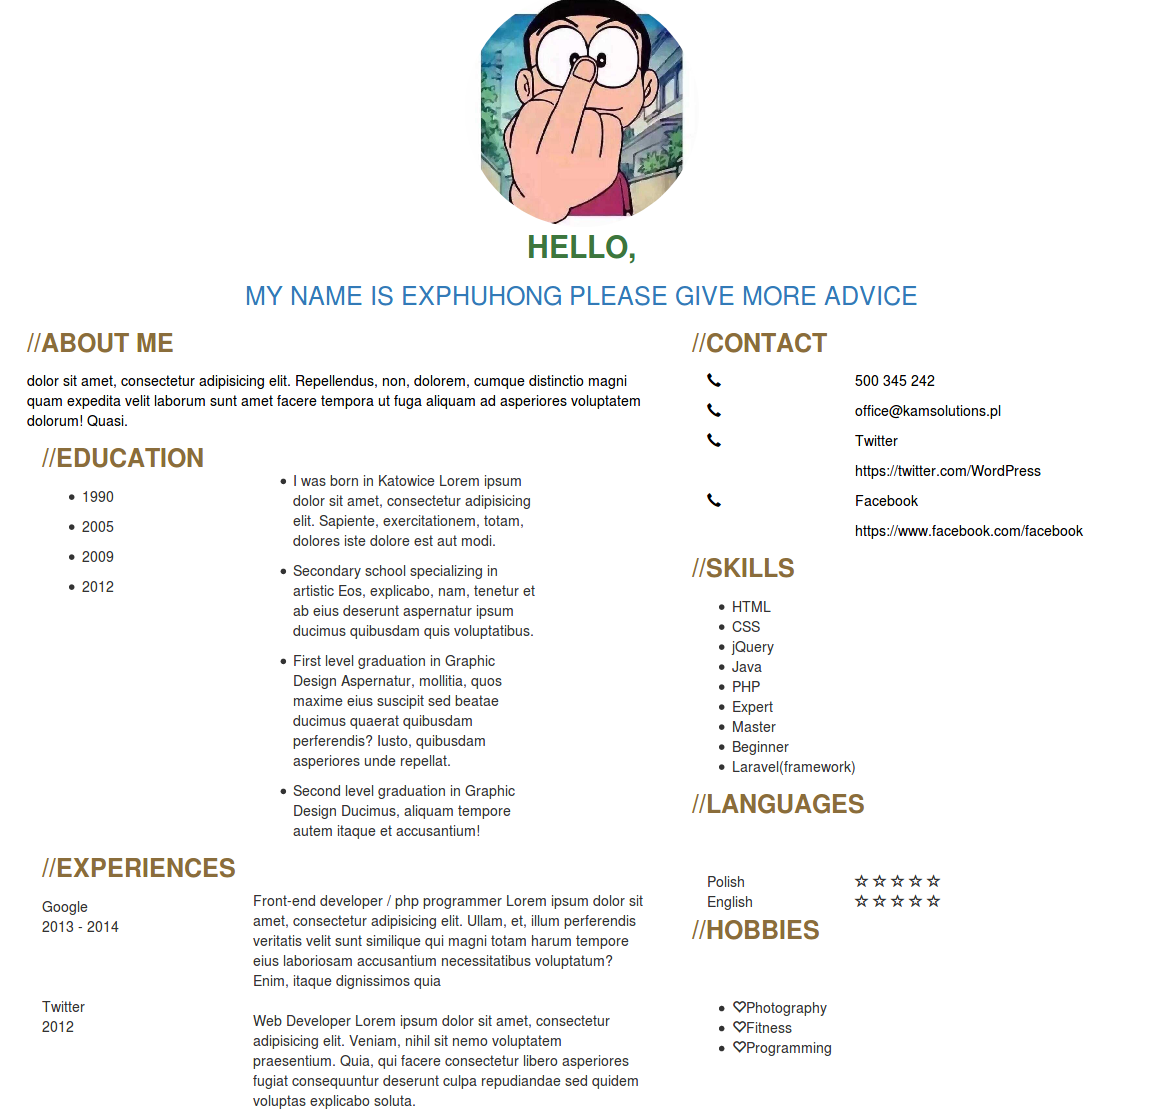 HELLO,
MY NAME IS EXPHUHONG PLEASE GIVE MORE ADVICE
//ABOUT ME
dolor sit amet, consectetur adipisicing elit. Repellendus, non, dolorem, cumque distinctio magni
quam expedita velit laborum sunt amet facere tempora ut fuga aliquam ad asperiores voluptatem
dolorum! Quasi.
//EDUCATION
1990
2005
2009
2012
I was born in Katowice Lorem ipsum
dolor sit amet, consectetur adipisicing
elit. Sapiente, exercitationem, totam,
dolores iste dolore est aut modi.
Secondary school specializing in
artistic Eos, explicabo, nam, tenetur et
ab eius deserunt aspernatur ipsum
ducimus quibusdam quis voluptatibus.
First level graduation in Graphic
Design Aspernatur, mollitia, quos
maxime eius suscipit sed beatae
ducimus quaerat quibusdam
perferendis? Iusto, quibusdam
asperiores unde repellat.
Second level graduation in Graphic
Design Ducimus, aliquam tempore
autem itaque et accusantium!
//EXPERIENCES
Google
2013 - 2014
Front-end developer / php programmer Lorem ipsum dolor sit
amet, consectetur adipisicing elit. Ullam, et, illum perferendis
veritatis velit sunt similique qui magni totam harum tempore
eius laboriosam accusantium necessitatibus voluptatum?
Enim, itaque dignissimos quia
Twitter
2012
Web Developer Lorem ipsum dolor sit amet, consectetur
adipisicing elit. Veniam, nihil sit nemo voluptatem
praesentium. Quia, qui facere consectetur libero asperiores
fugiat consequuntur deserunt culpa repudiandae sed quidem
voluptas explicabo soluta.
//CONTACT
500 345 242
office@kamsolutions.pl
Twitter
https://twitter.com/WordPress
Facebook
https://www.facebook.com/facebook
//SKILLS
HTML
CSS
jQuery
Java
PHP
Expert
Master
Beginner
Laravel(framework)
//LANGUAGES
Polish ☆ ☆ ☆ ☆ ☆
English ☆ ☆ ☆ ☆ ☆
//HOBBIES
♡Photography
♡Fitness
♡Programming